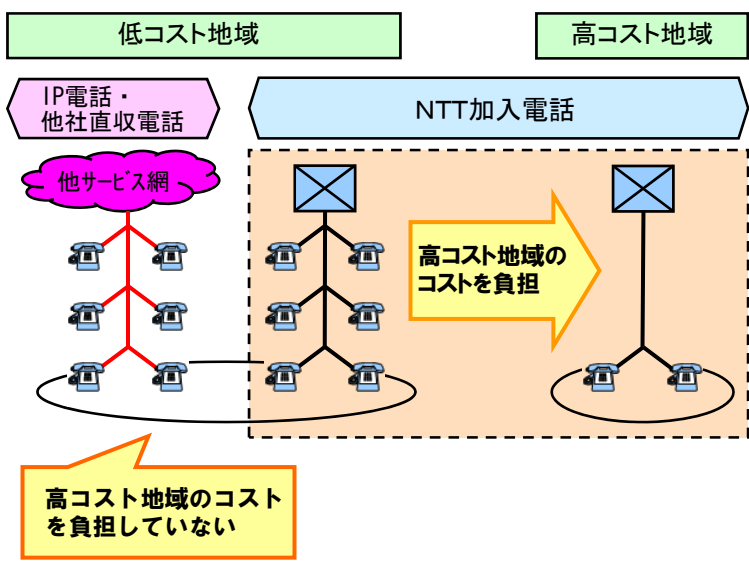 低コスト地域
高コスト地域
IP電話・
他社直収電話
NTT加入電話
他サービス網
高コスト地域の
コストを負担
高コスト地域のコスト
を負担していない